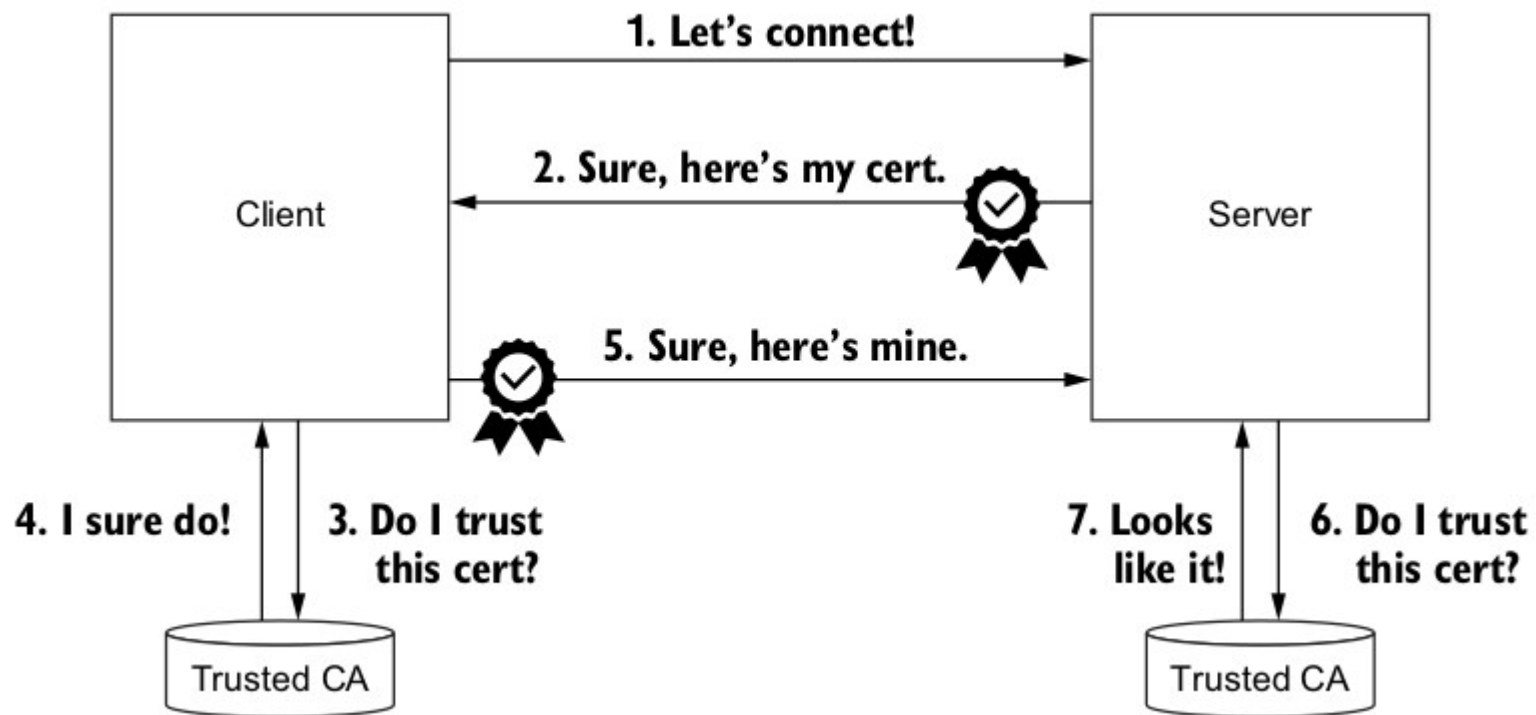 1. Let's connect!
2. Sure, here's my cert.
Client
Server
5. Sure, here's mine.
4. I sure do!
3. Do I trust
this cert?
7. Looks
like it!
6. Do I trust
this cert?
Trusted CA
Trusted CA